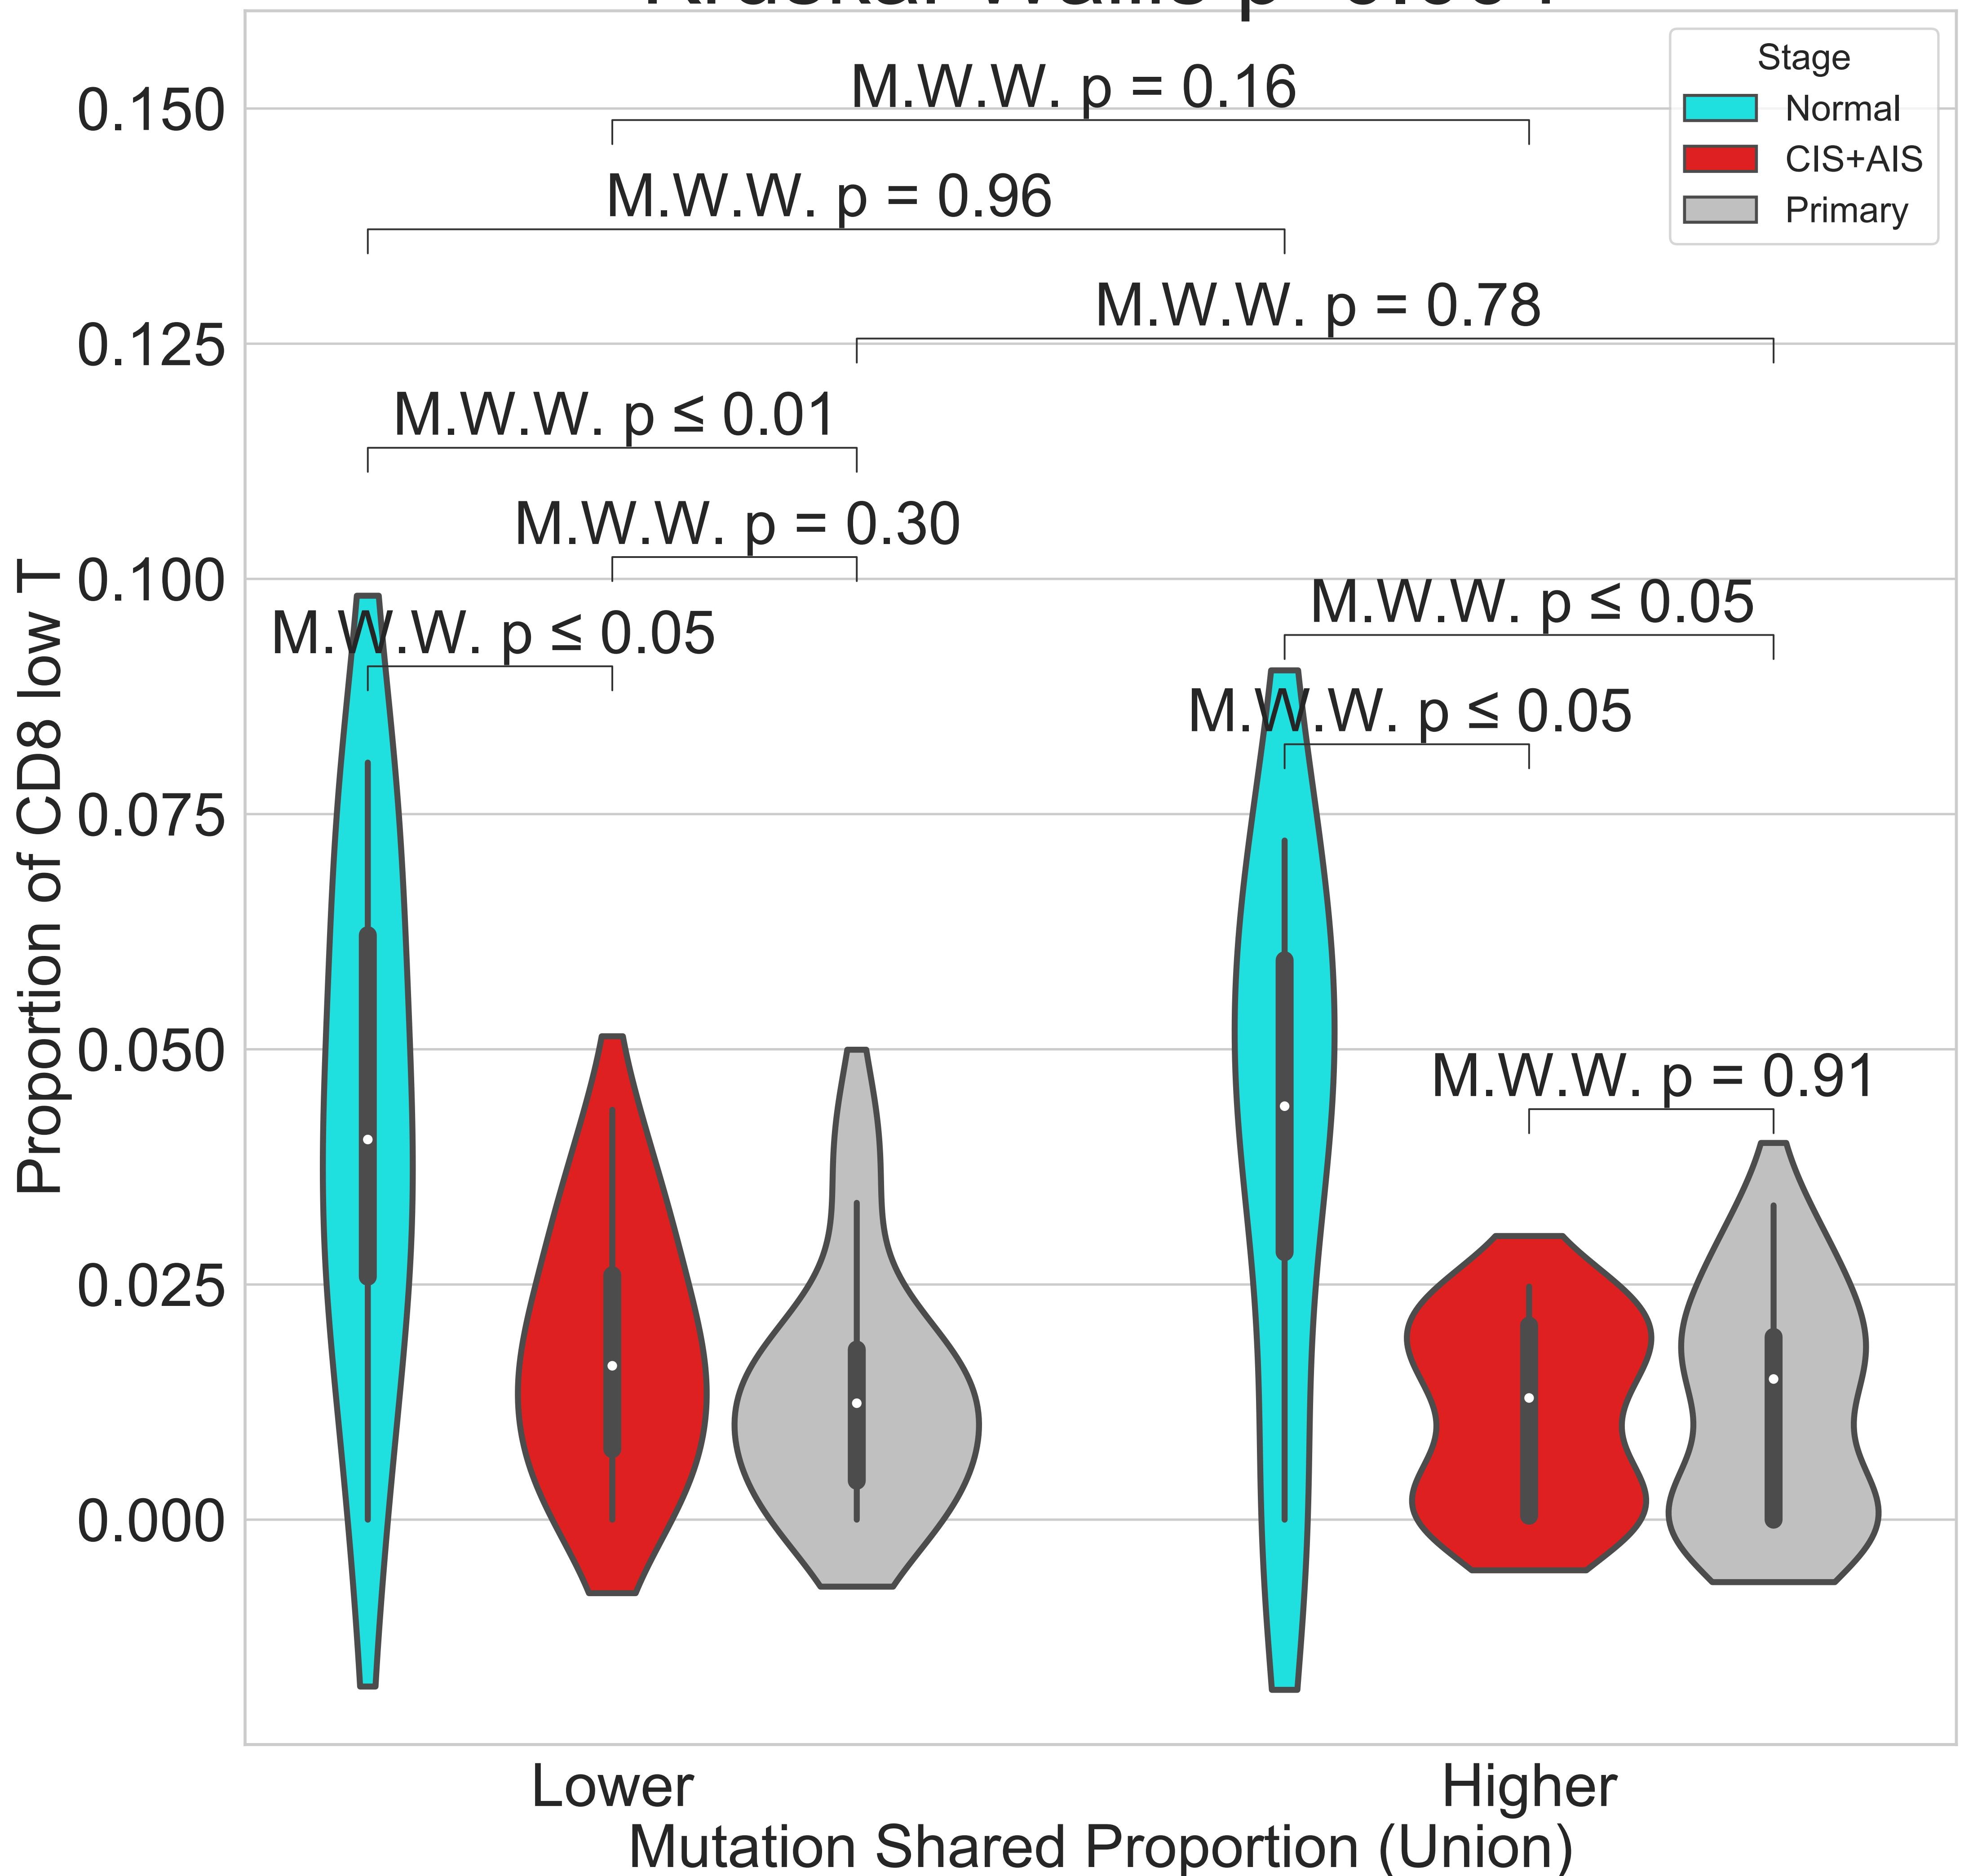 Stage
Normal
CIS+AIS
Primary
M.W.W. p = 0.16
M.W.W. p = 0.96
M.W.W. p = 0.78
M.W.W. p ≤ 0.01
M.W.W. p = 0.30
M.W.W. p ≤ 0.05
M.W.W. p ≤ 0.05
M.W.W. p ≤ 0.05
M.W.W. p = 0.91
0.150
0.125
0.100
0.075
0.050
0.025
0.000
Proportion of CD8 low T
Lower
Higher
Mutation Shared Proportion (Union)